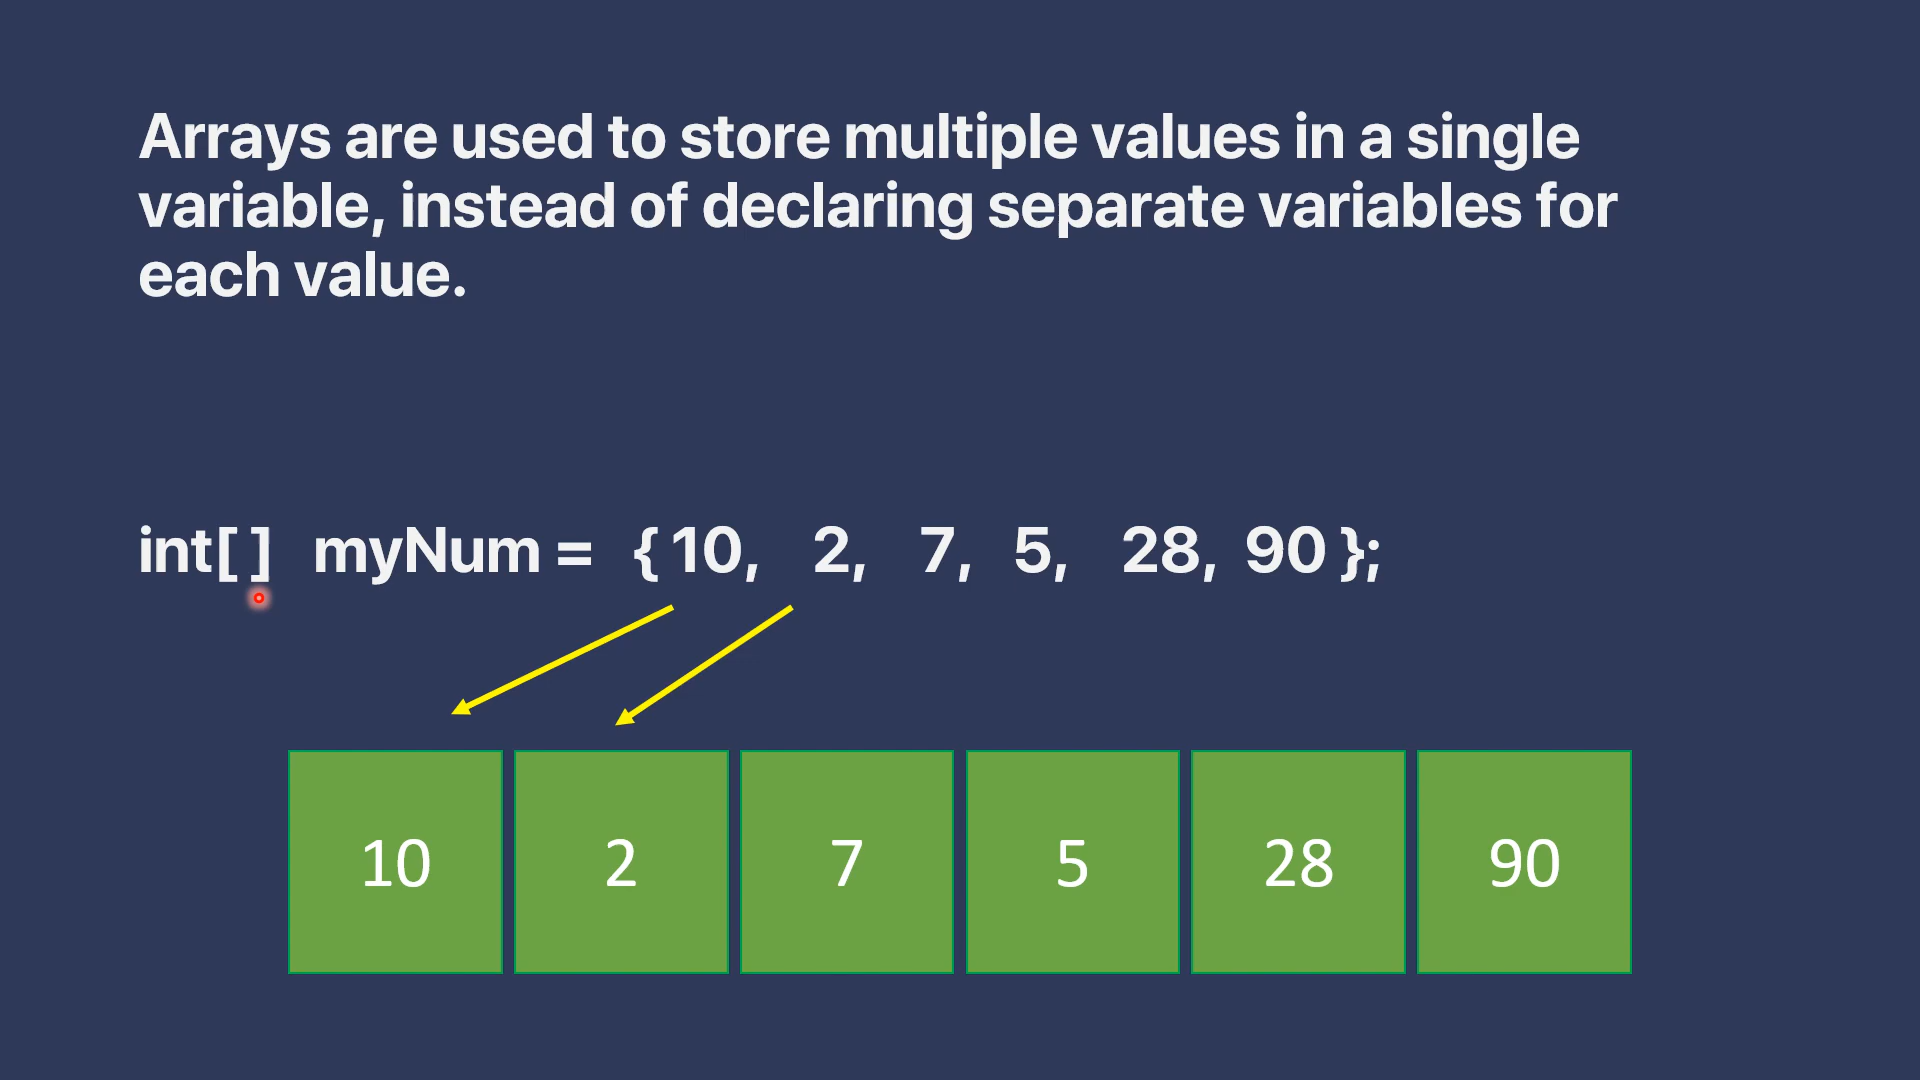 Arrays are used to store multiple values in a single
variable, instead of declaring separate variables for
each value.
int[ ] myNum = { 10, 2, 7, 5, 28, 90 };
10 2 7 5 28 90